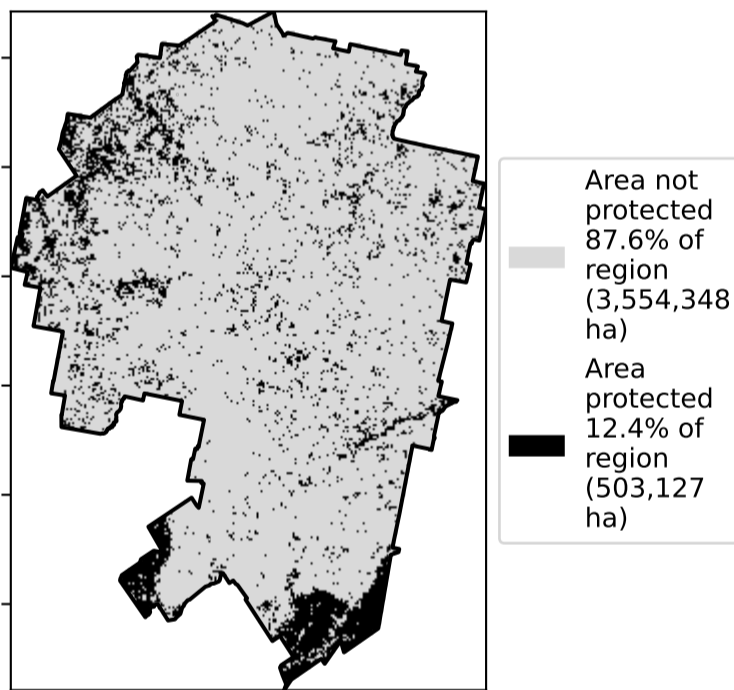 Area not
protected
87.6% of
region
(3,554,348
ha)
Area
protected
12.4% of
region
(503,127
ha)